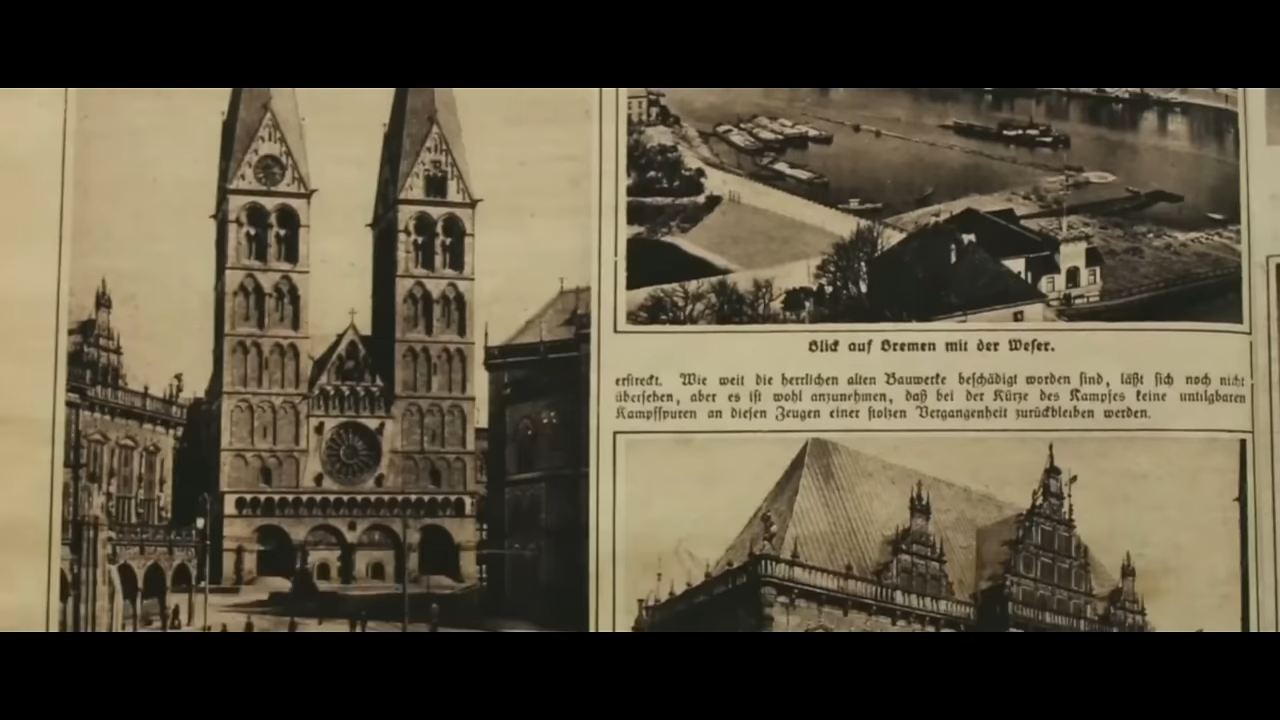 Blick auf Bremen mit der Weser.
erstreckt. Wie weit die herrlichen alten Bauwerke beschädigt worden sind, läßt sich noch nicht
übersehen, aber es ist wohl anzunehmen, daß bei der Kürze des Kampfes keine untilgbaren
Kampfspuren an diesen Zeugen einer stolzen Vergangenheit zurückbleiben werden.